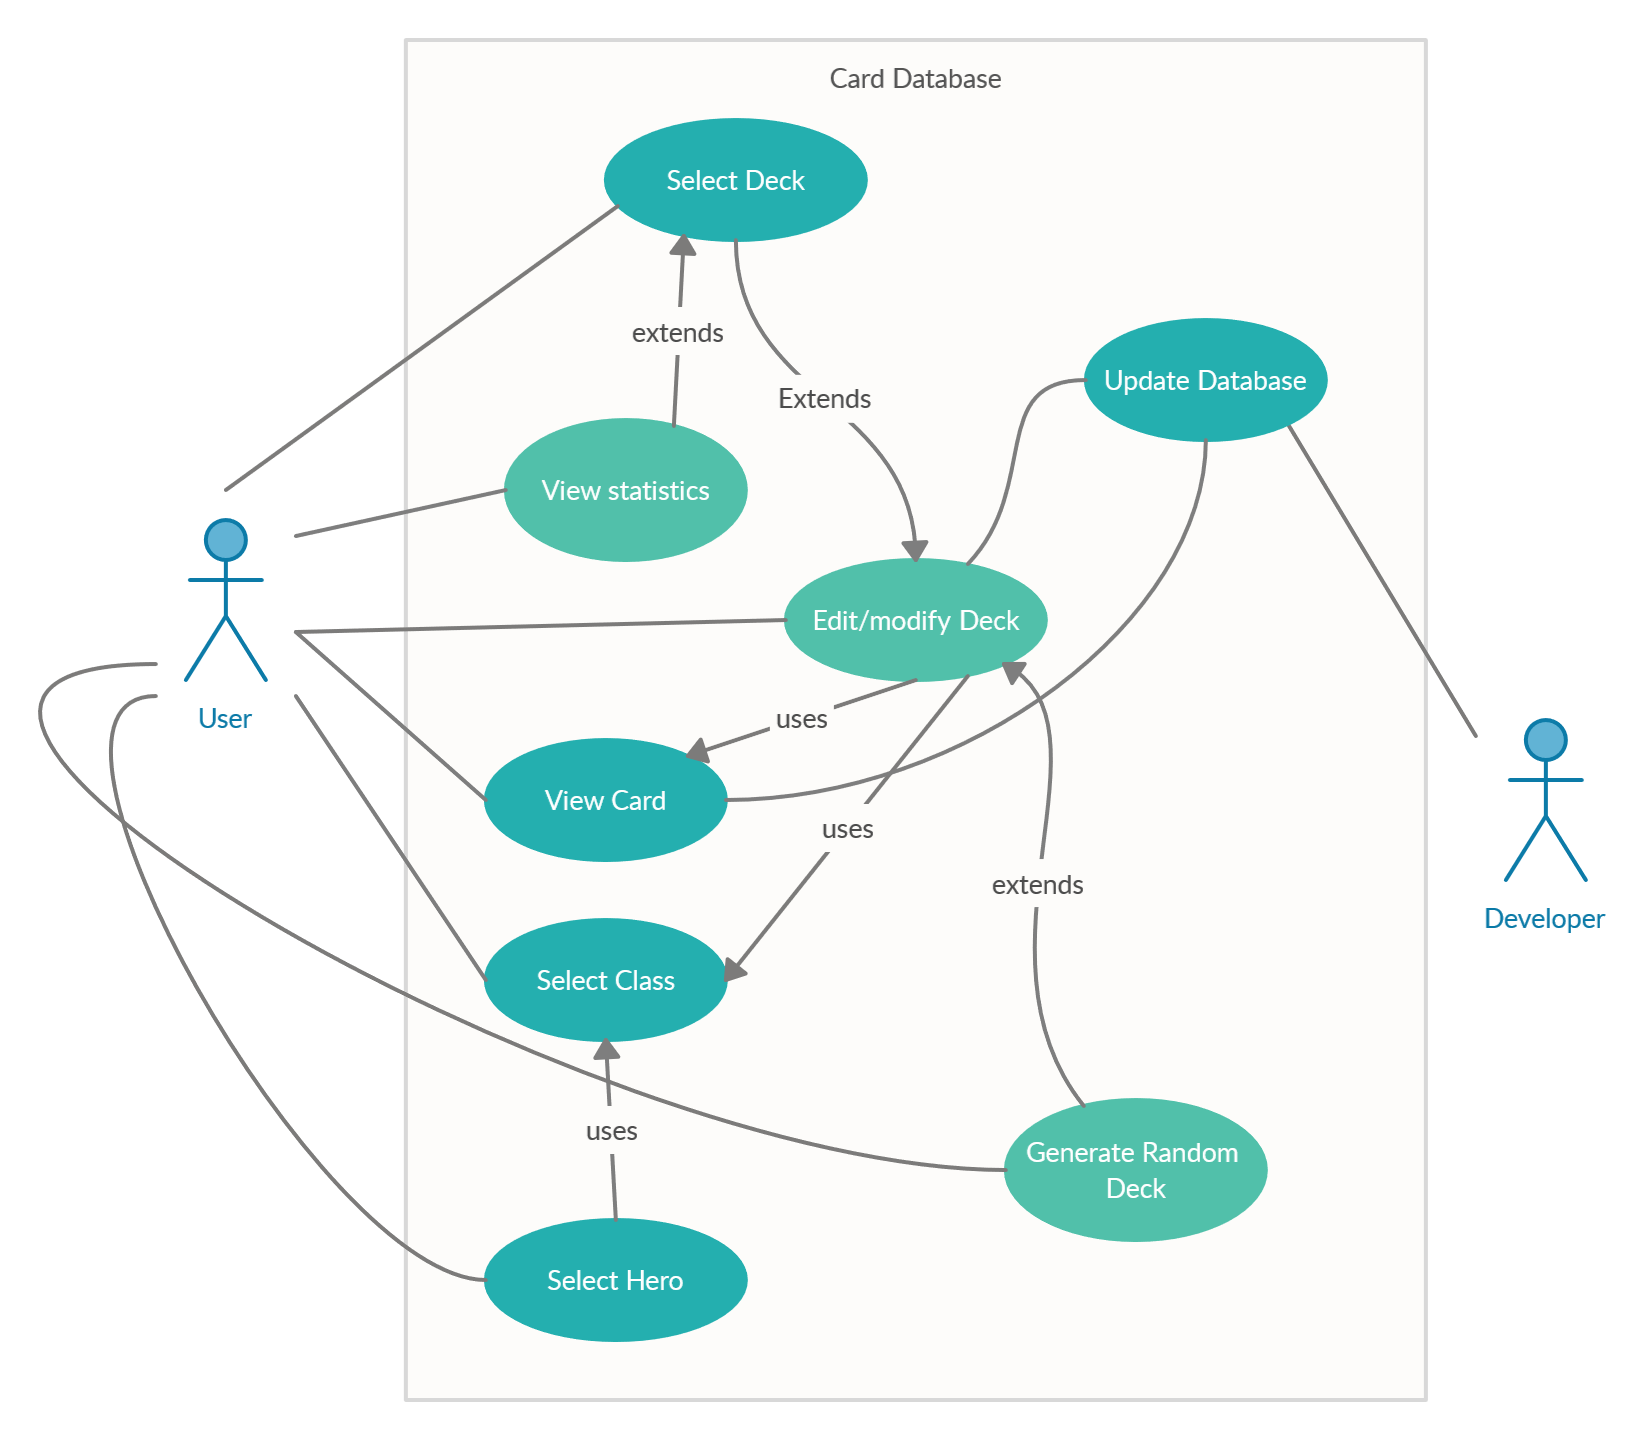 Card Database
Select Deck
extends
Update Database
Extends
View statistics
Edit/modify Deck
User
uses
View Card
uses
extends
Developer
Select Class
uses
Generate Random
Deck
Select Hero